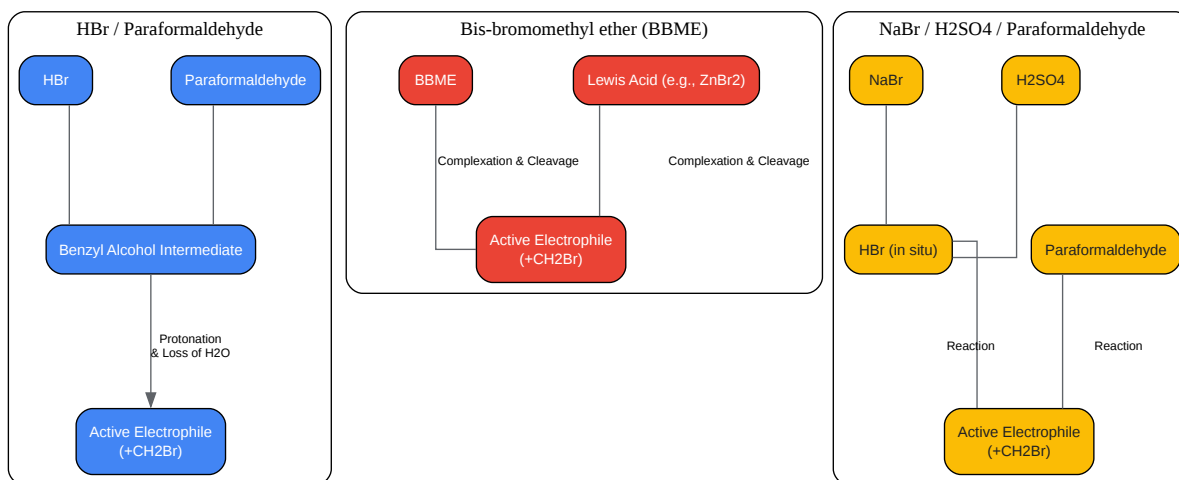 HBr / Paraformaldehyde
HBr
Paraformaldehyde
Benzyl Alcohol Intermediate
Protonation
& Loss of H2O
Active Electrophile
(+CH2Br)
Bis-bromomethyl ether (BBME)
BBME
Lewis Acid (e.g., ZnBr2)
Complexation & Cleavage
Complexation & Cleavage
Active Electrophile
(+CH2Br)
NaBr / H2SO4 / Paraformaldehyde
NaBr
H2SO4
HBr (in situ)
Paraformaldehyde
Reaction
Reaction
Active Electrophile
(+CH2Br)